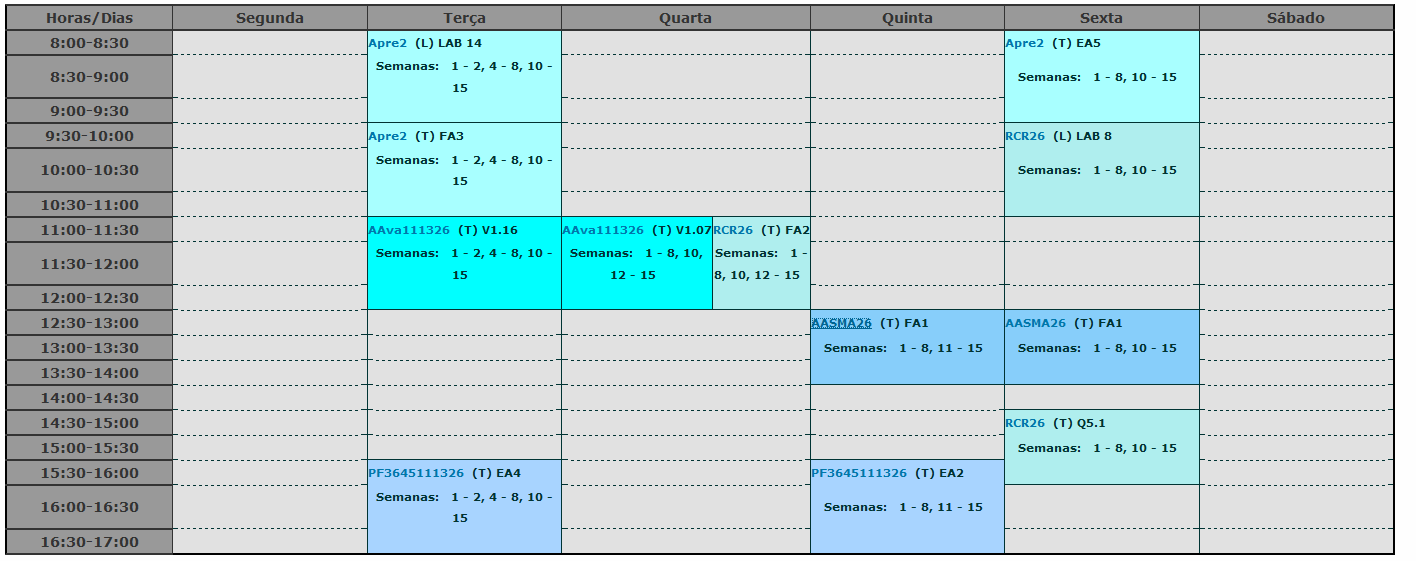 Horas/Dias Segunda Terça Quarta Quinta Sexta Sábado
8:00-8:30 Apre2 (L) LAB 14 Apre2 (T) EA5
8:30-9:00 Semanas: 1 - 2, 4 - 8, 10 - Semanas: 1 - 8, 10 - 15
15
9:00-9:30
9:30-10:00 Apre2 (T) FA3 RCR26 (L) LAB 8
10:00-10:30 Semanas: 1 - 2, 4 - 8, 10 - Semanas: 1 - 8, 10 - 15
15
10:30-11:00
11:00-11:30 AAva111326 (T) V1.16 AAva111326 (T) V1.07 RCR26 (T) FA2
11:30-12:00 Semanas: 1 - 2, 4 - 8, 10 - Semanas: 1 - 8, 10, Semanas: 1 -
15 12 - 15 8, 10, 12 - 15
12:00-12:30
12:30-13:00 AASMA26 (T) FA1 AASMA26 (T) FA1
13:00-13:30 Semanas: 1 - 8, 11 - 15 Semanas: 1 - 8, 10 - 15
13:30-14:00
14:00-14:30
14:30-15:00 RCR26 (T) Q5.1
15:00-15:30 Semanas: 1 - 8, 10 - 15
15:30-16:00 PF3645111326 (T) EA4 PF3645111326 (T) EA2
16:00-16:30 Semanas: 1 - 2, 4 - 8, 10 - Semanas: 1 - 8, 11 - 15
15
16:30-17:00